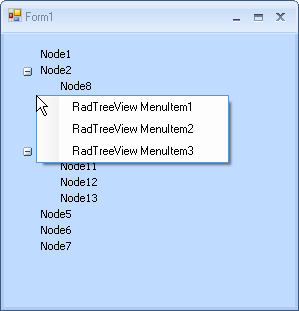 Form1
Node1
Node2
Node8
RadTreeView MenuItem1
RadTreeView MenuItem2
RadTreeView MenuItem3
Node11
Node12
Node13
Node5
Node6
Node7